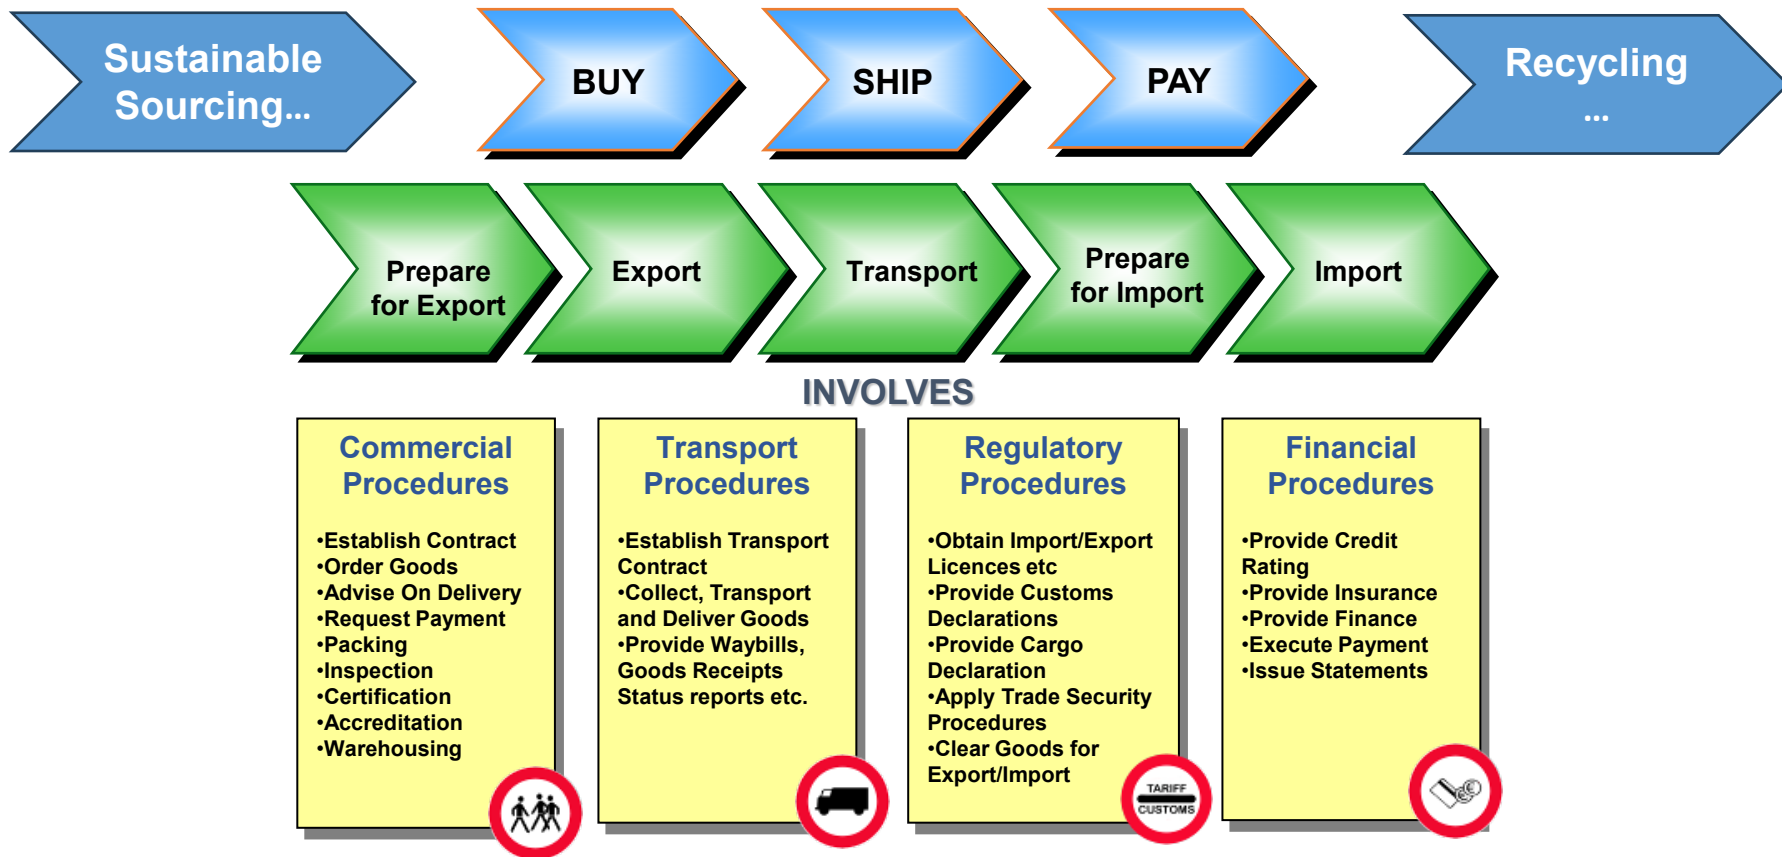 Sustainable
Sourcing...
BUY
SHIP
PAY
Recycling
...
Prepare
for Export
Export
Transport
Prepare
for Import
Import
INVOLVES
Commercial
Procedures
•Establish Contract
•Order Goods
•Advise On Delivery
•Request Payment
•Packing
•Inspection
•Certification
•Accreditation
•Warehousing
Transport
Procedures
•Establish Transport
Contract
•Collect, Transport
and Deliver Goods
•Provide Waybills,
Goods Receipts
Status reports etc.
Regulatory
Procedures
•Obtain Import/Export
Licences etc
•Provide Customs
Declarations
•Provide Cargo
Declaration
•Apply Trade Security
Procedures
•Clear Goods for
Export/Import
TARIFF
CUSTOMS
Financial
Procedures
•Provide Credit
Rating
•Provide Insurance
•Provide Finance
•Execute Payment
•Issue Statements